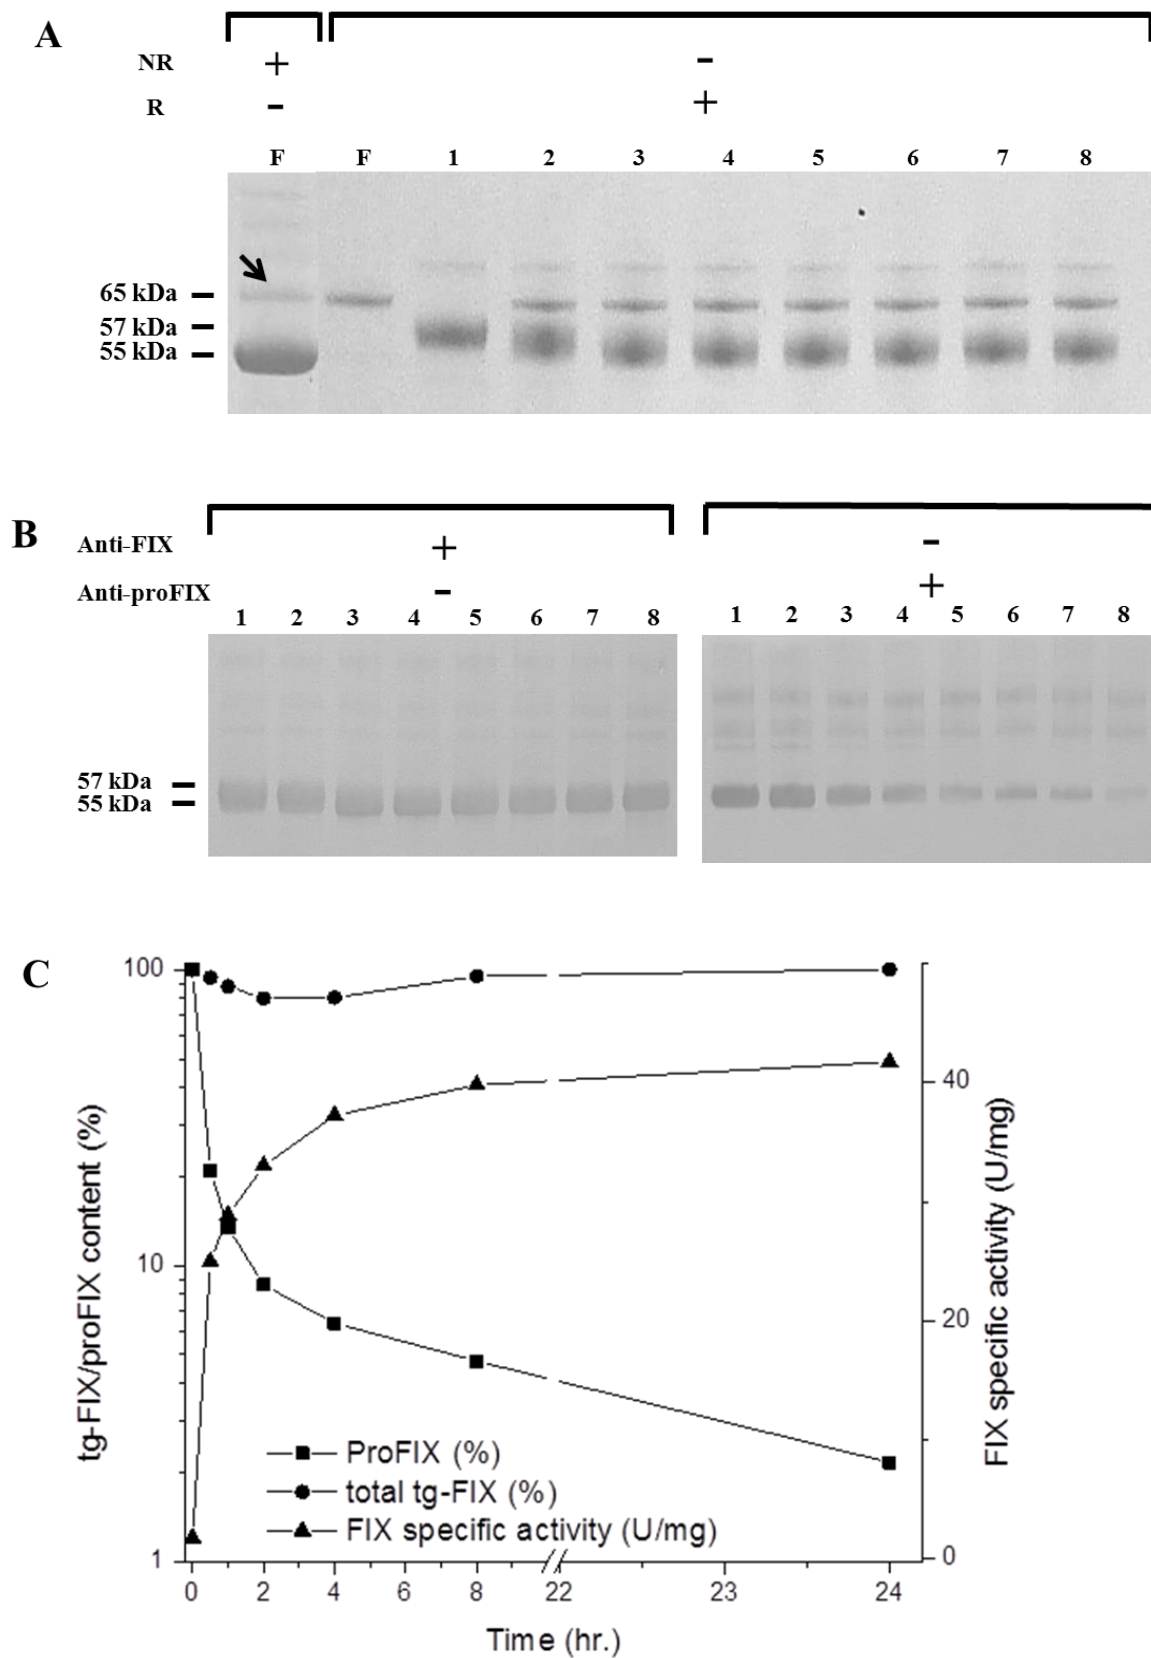 A
NR + -
R - +
F F 1 2 3 4 5 6 7 8
65 kDa
57 kDa
55 kDa
B
Anti-FIX + -
Anti-proFIX - +
1 2 3 4 5 6 7 8 1 2 3 4 5 6 7 8
57 kDa
55 kDa
C
100
10
1
tg-FIX/proFIX content (%)
40
20
0
FIX specific activity (U/mg)
ProFIX (%)
total tg-FIX (%)
FIX specific activity (U/mg)
0 2 4 6 8 22 23 24
Time (hr.)